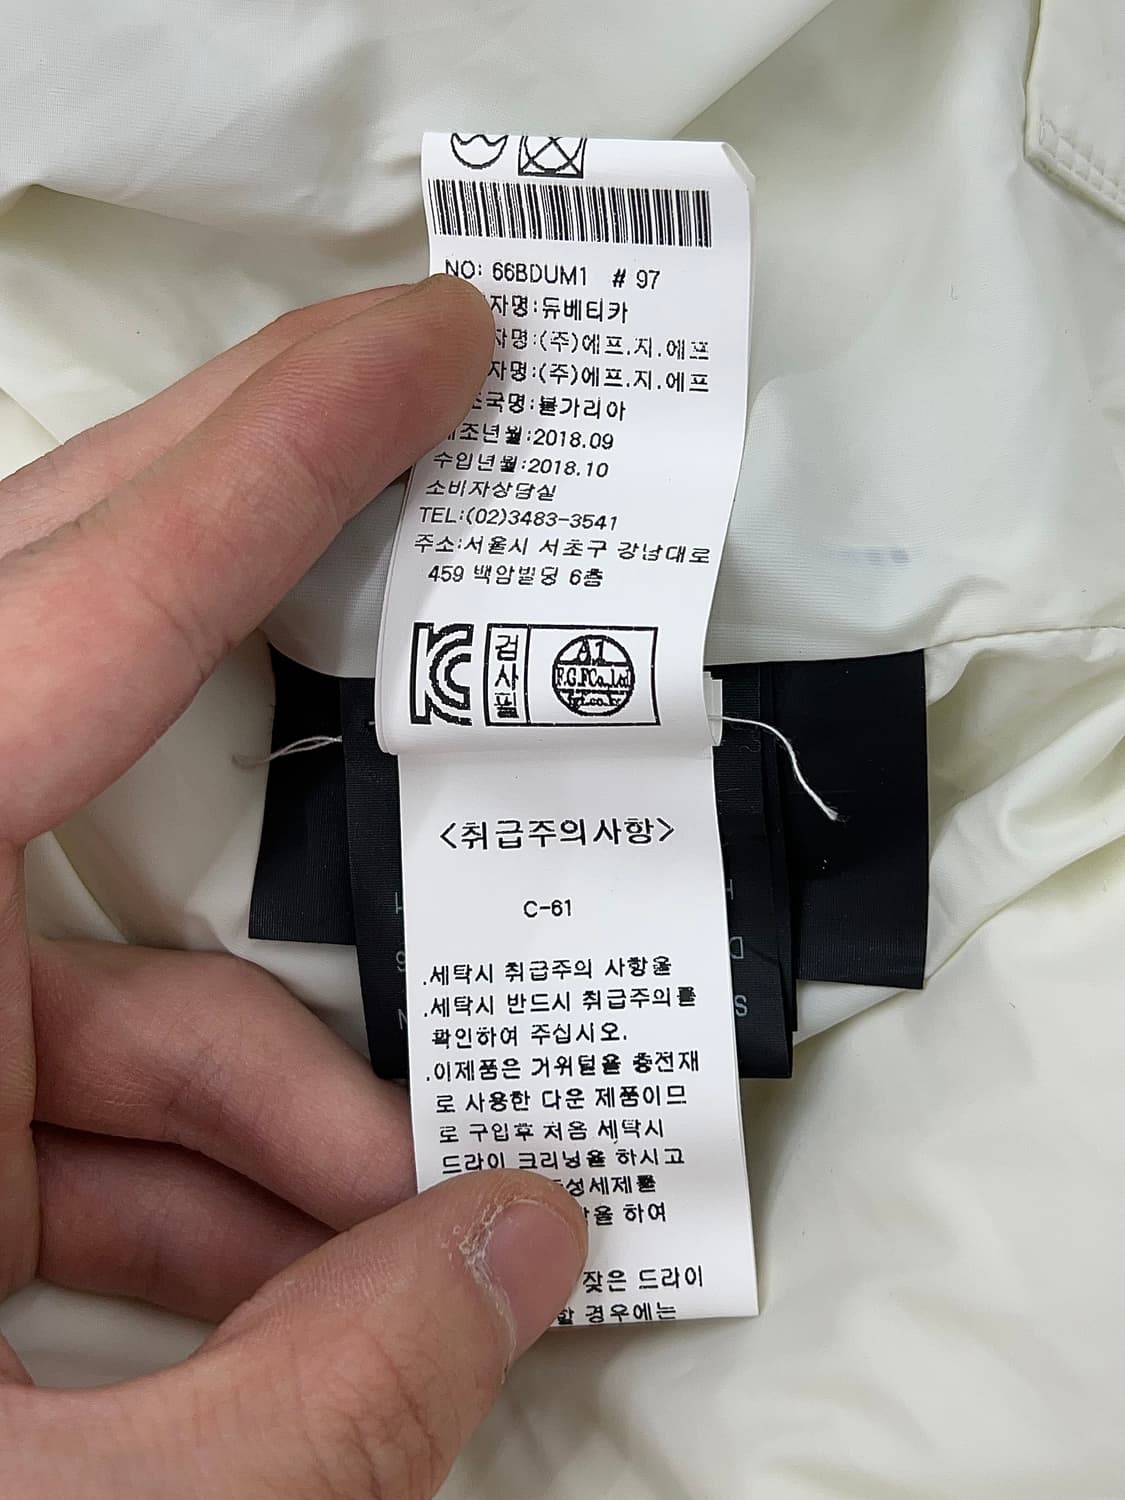 NO: 66BDUM1 # 97
자명:듀베티카
자명:(주)에프.지.에프
자명:(주)에프.지.에프
조국명:불가리아
제조년월:2018.09
수입년월:2018.10
소비자상담실
TEL:(02)3483-3541
주소:서울시 서초구 강남대로
459 백암빌딩 6층
KC
검사필
A1
F.G.FCo.,Ltd
fgf.co.kr
<취급주의사항>
C-61
.세탁시 취급주의 사항을
.세탁시 반드시 취급주의를
확인하여 주십시오.
.이제품은 거위털을 충전재
로 사용한 다운 제품이므
로 구입후 처음 세탁시
드라이 크리닝을 하시고
성세제를
을 하여
잦은 드라이
할 경우에는